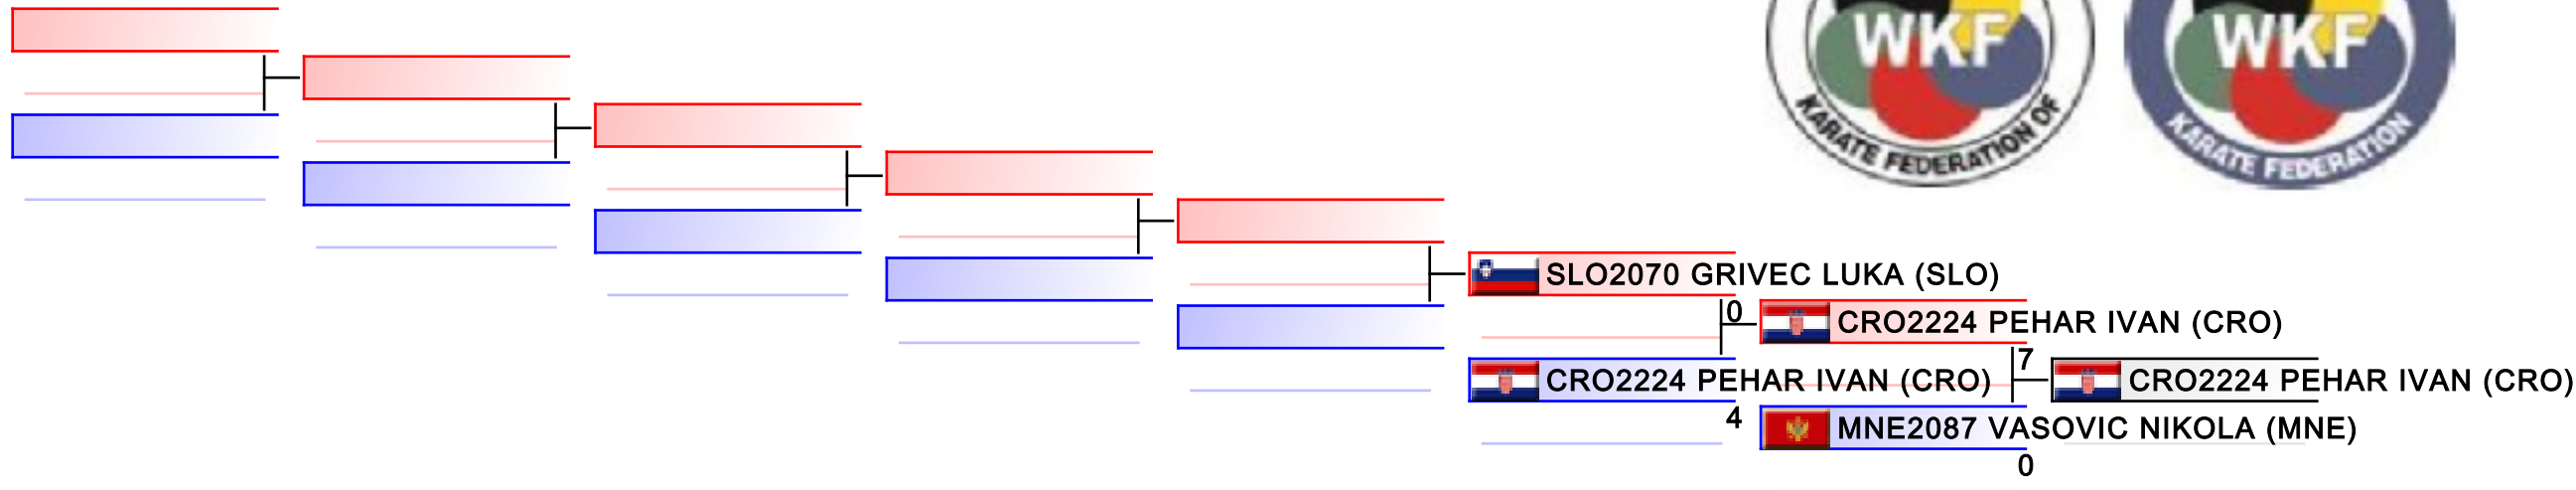 WKF
KARATE FEDERATION OF
WKF
KARATE FEDERATION
SLO2070 GRIVEC LUKA (SLO)
0
CRO2224 PEHAR IVAN (CRO)
7
CRO2224 PEHAR IVAN (CRO)
CRO2224 PEHAR IVAN (CRO)
4
MNE2087 VASOVIC NIKOLA (MNE)
0